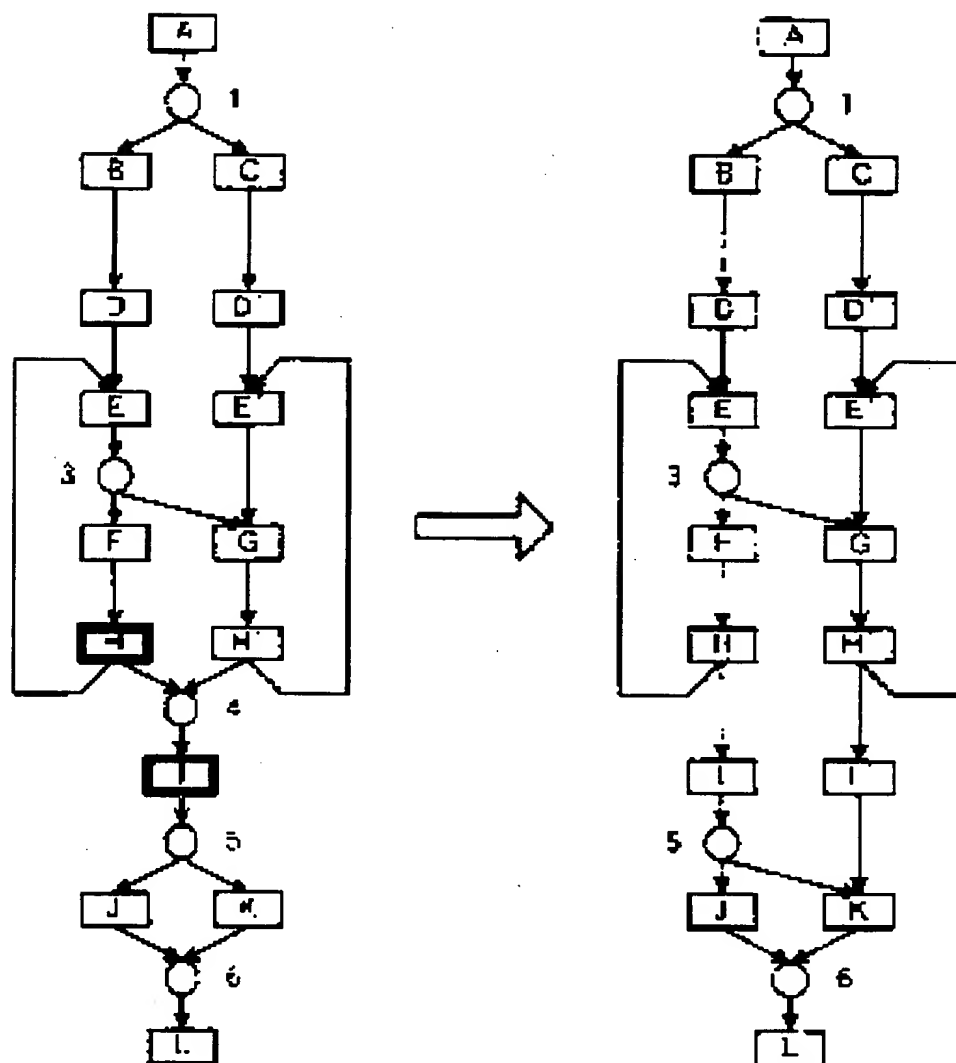 A A
1 1
B C B C
D D' D D'
E E' E E'
3 3
F G F G
H H' H H'
4
I I I'
5 5
J K J K
6 6
L L